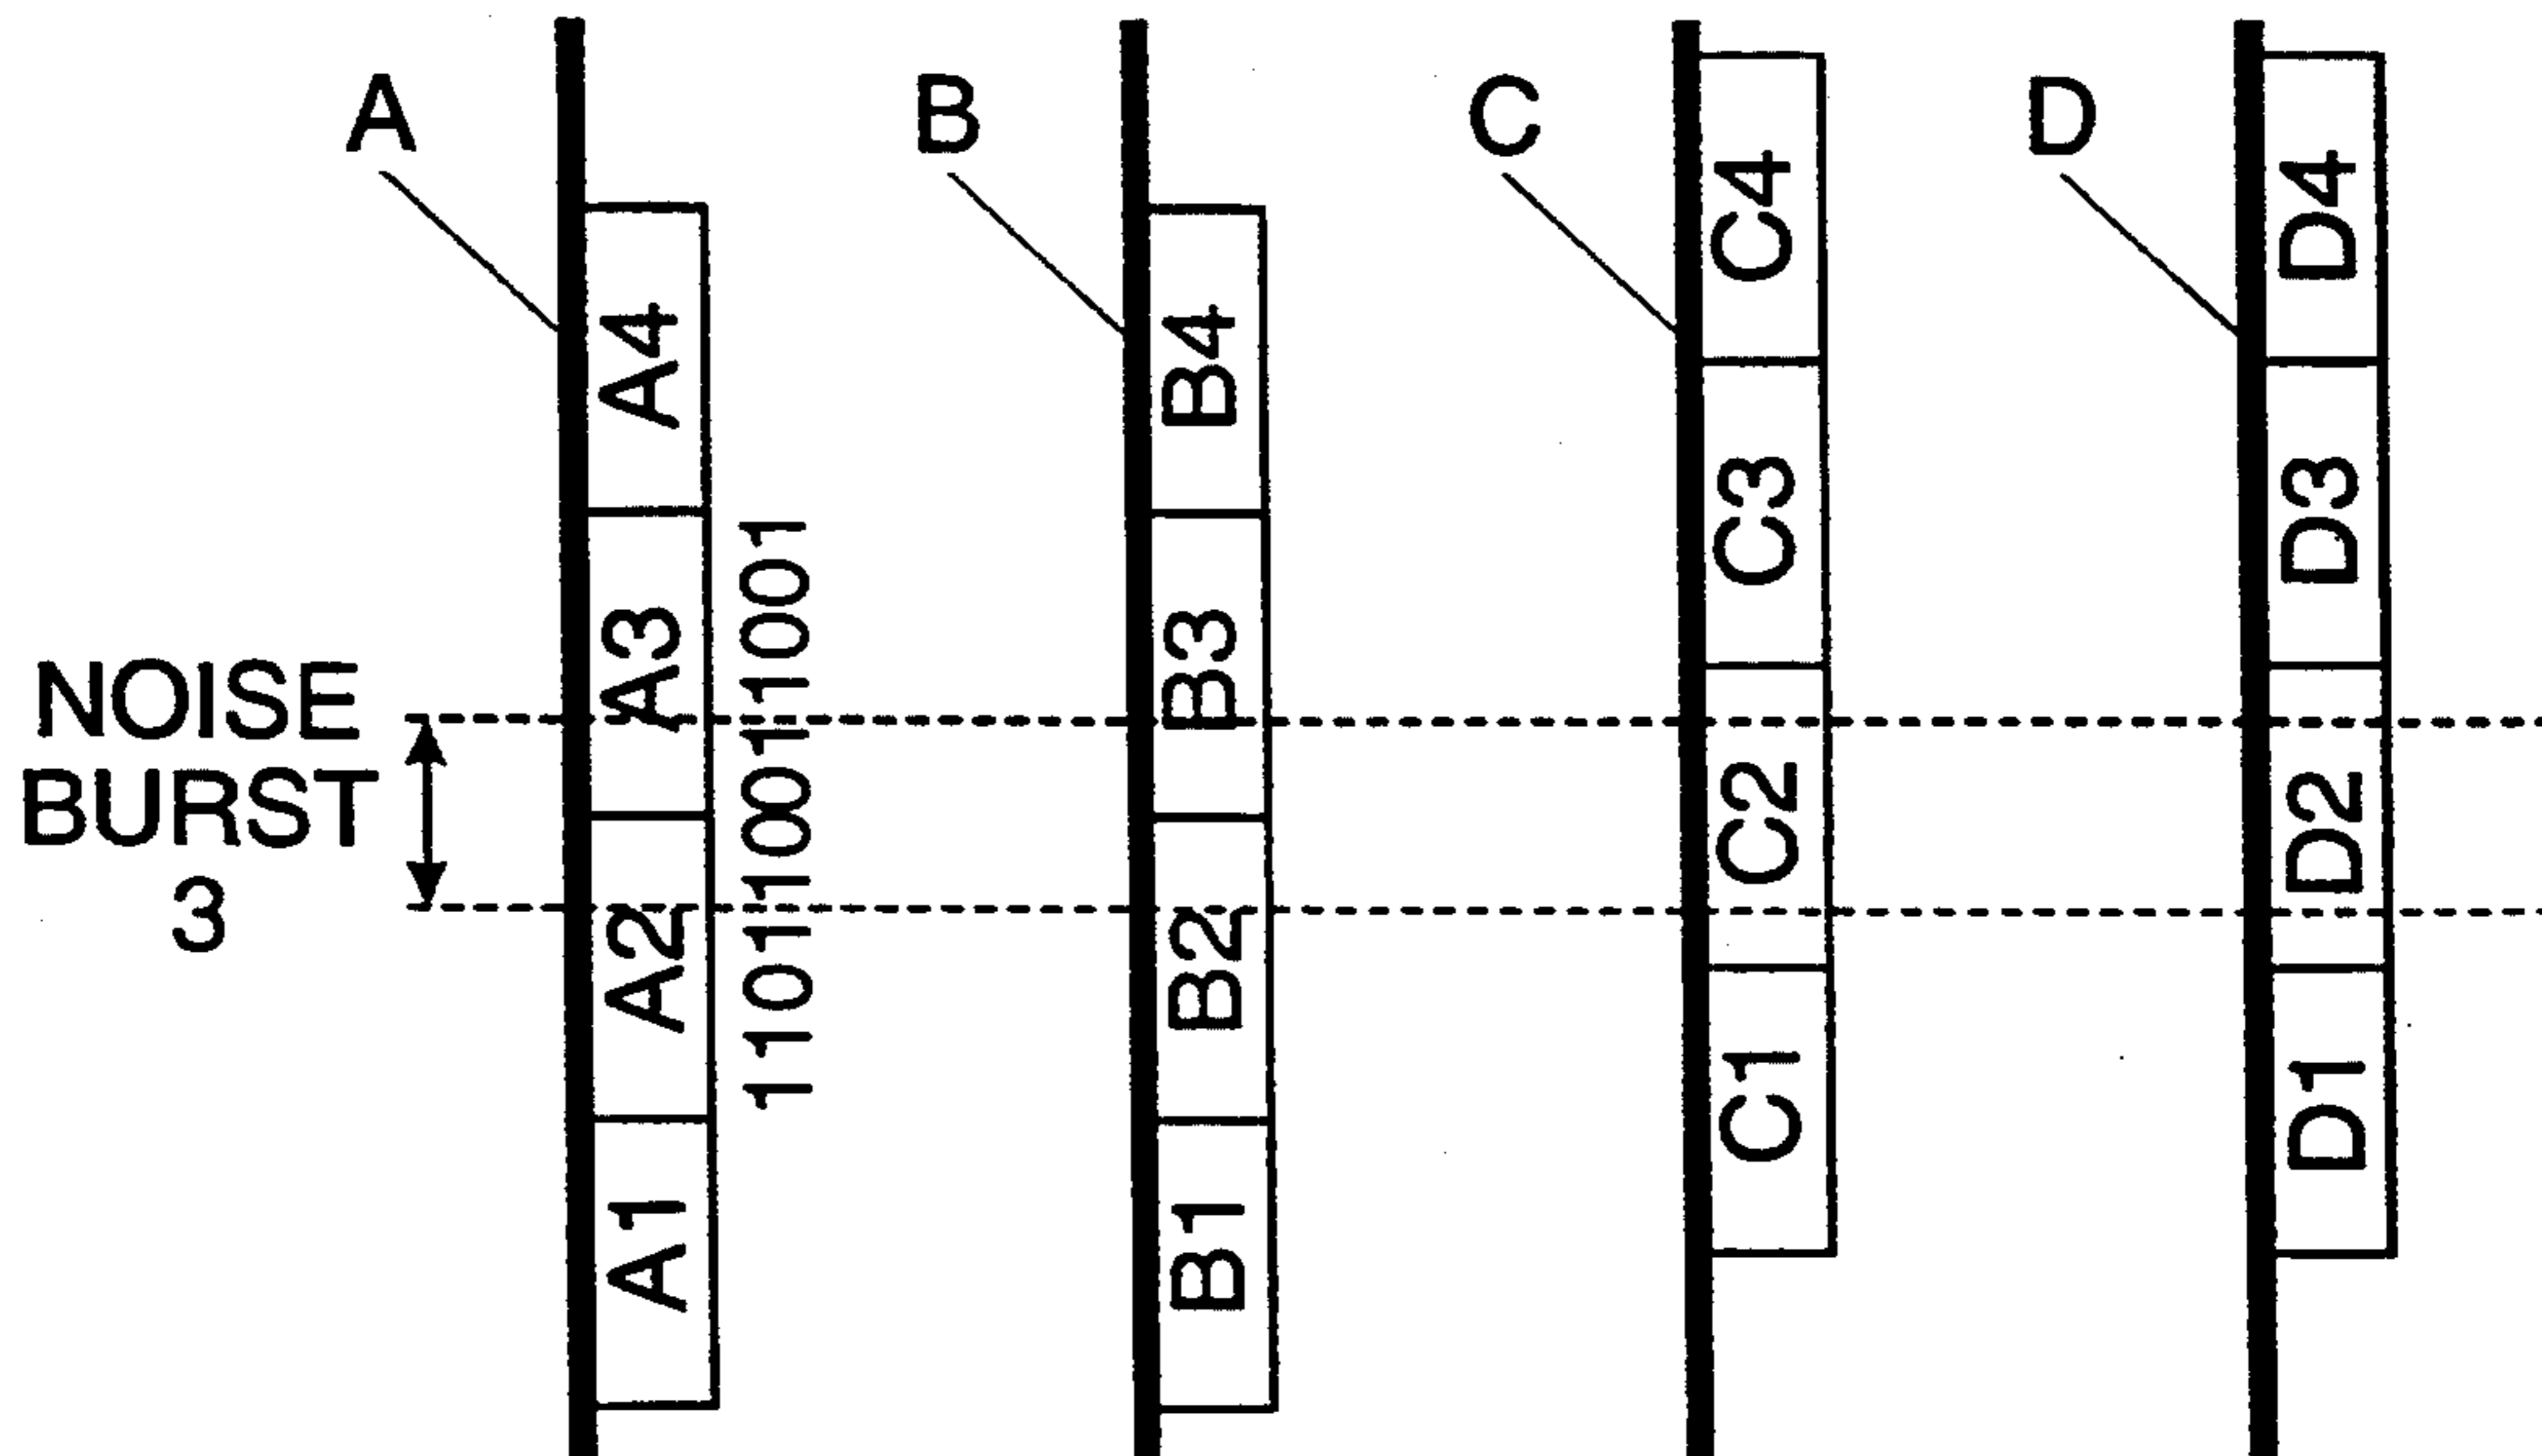 A
B
C
D
NOISE
BURST
3
A1 A2 A3 A4
110110011001
B1 B2 B3 B4
C1 C2 C3 C4
D1 D2 D3 D4